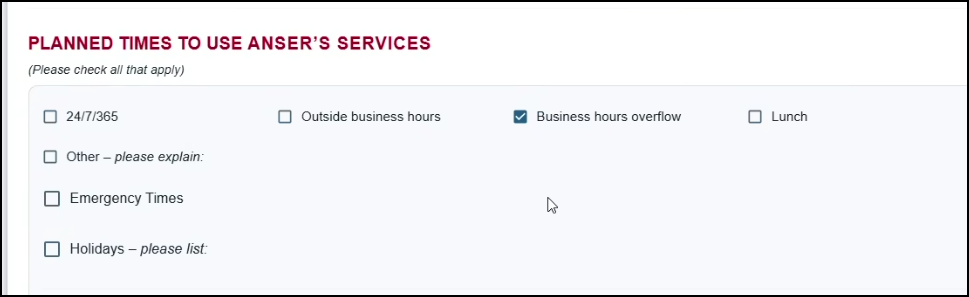 PLANNED TIMES TO USE ANSER'S SERVICES
(Please check all that apply)
24/7/365 Outside business hours Business hours overflow Lunch
Other – please explain:
Emergency Times
Holidays – please list: